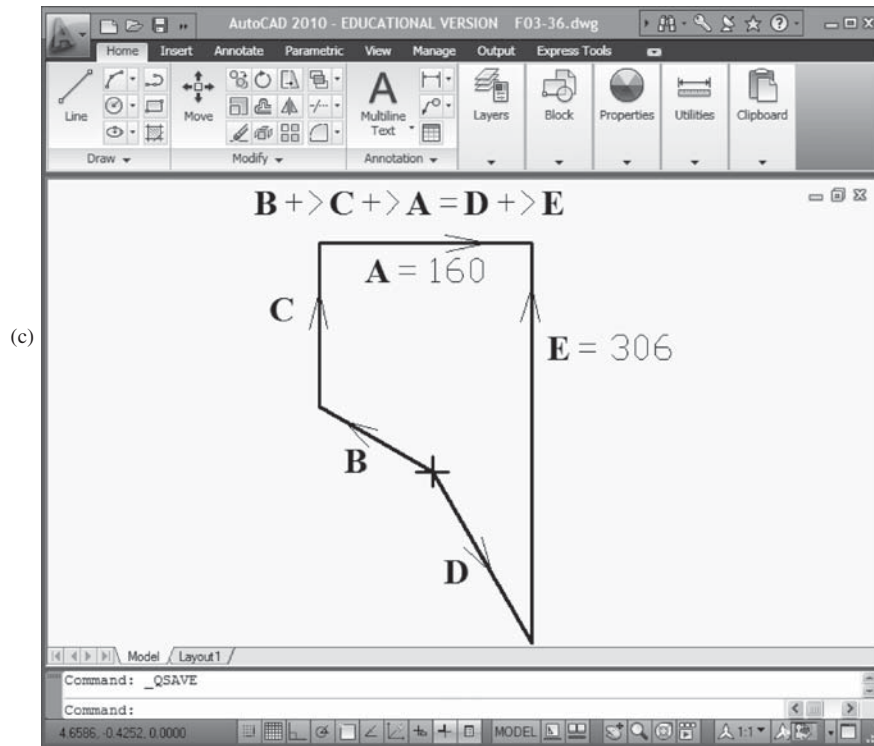 AutoCAD 2010 - EDUCATIONAL VERSION F03-36.dwg
Home Insert Annotate Parametric View Manage Output Express Tools
Line Move Multiline Text Layers Block Properties Utilities Clipboard
Draw Modify Annotation
B +> C +> A = D +> E
A = 160
C
(c)
E = 306
B
D
Model Layout1
Command: _QSAVE
Command:
4.6586, -0.4252, 0.0000 MODEL 1:1